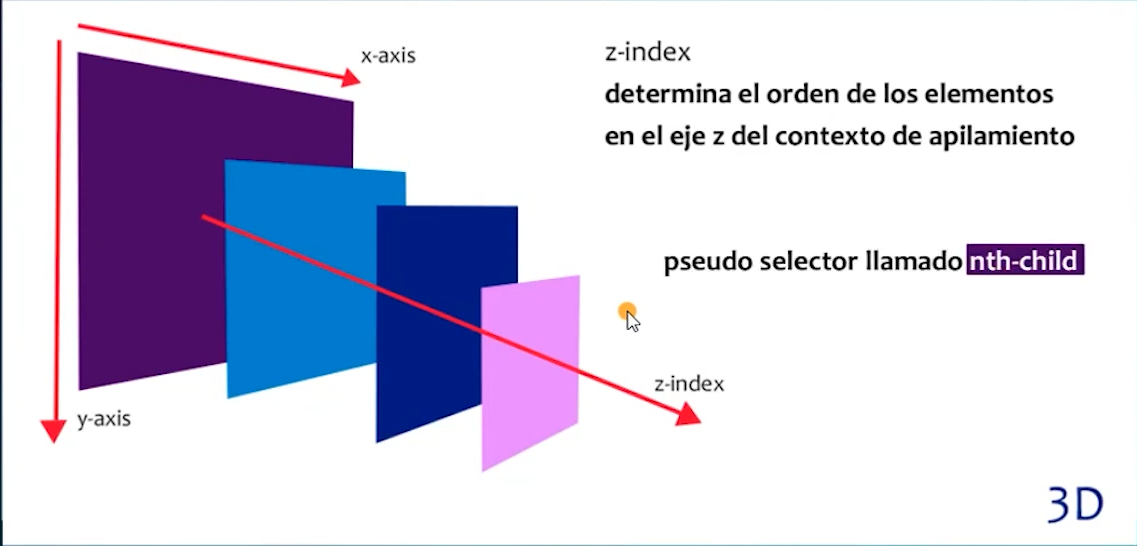 x-axis
z-index
determina el orden de los elementos
en el eje z del contexto de apilamiento
pseudo selector llamado nth-child
z-index
y-axis
3D